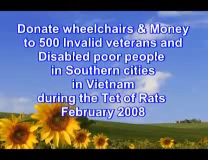 Donate wheelchairs & Money
to 500 Invalid veterans and
Disabled poor people
in Southern cities
in Vietnam
during the Tet of Rats
February 2008